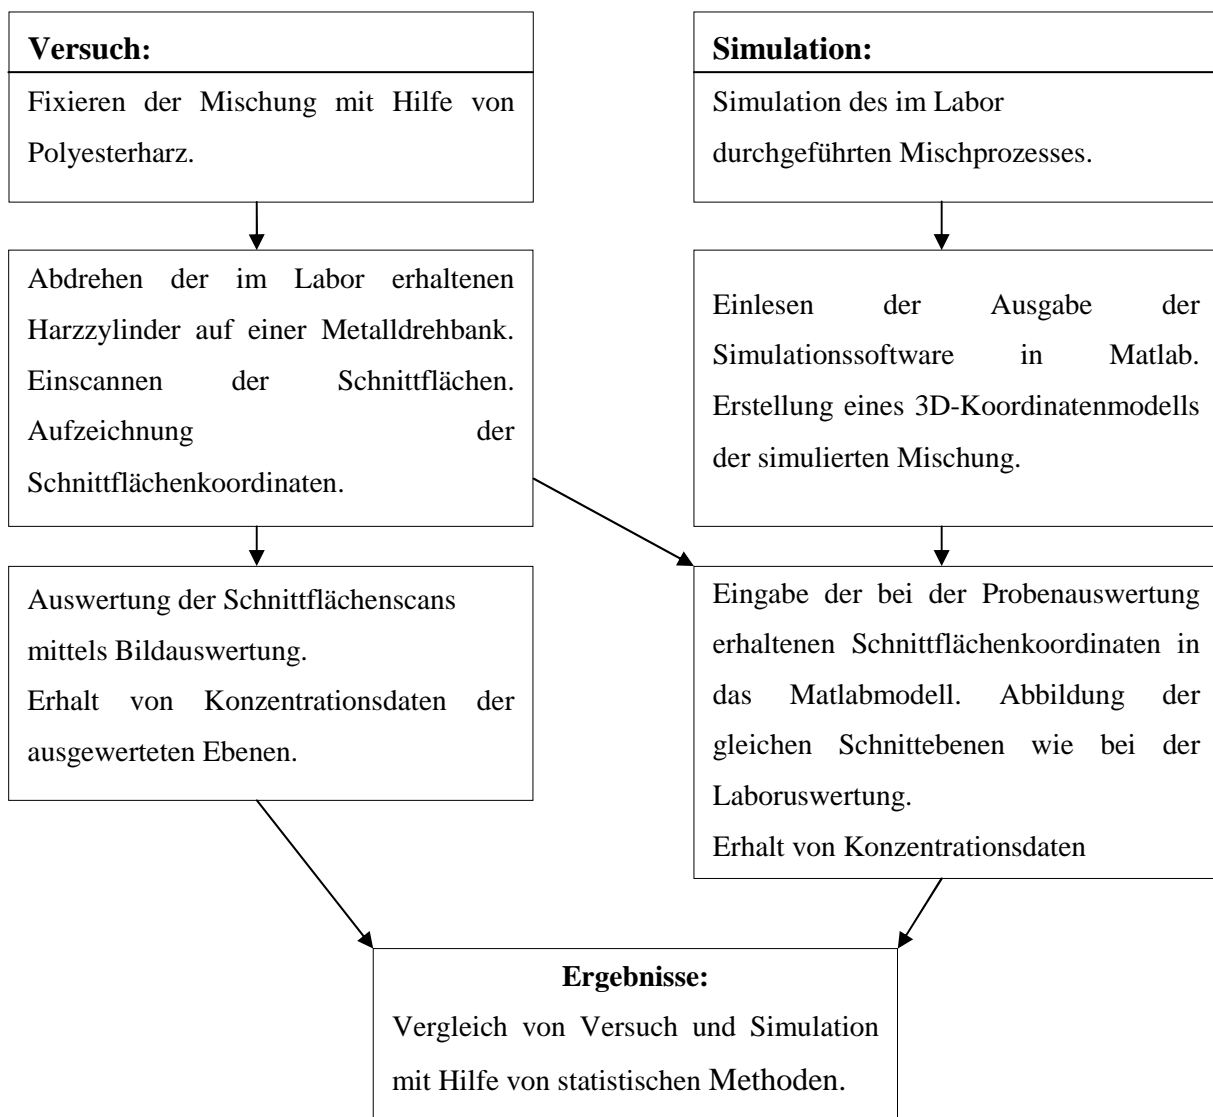 Versuch:
Fixieren der Mischung mit Hilfe von
Polyesterharz.
Simulation:
Simulation des im Labor
durchgeführten Mischprozesses.
Abdrehen der im Labor erhaltenen
Harzzylinder auf einer Metalldrehbank.
Einscannen der Schnittflächen.
Aufzeichnung der
Schnittflächenkoordinaten.
Einlesen der Ausgabe der
Simulationssoftware in Matlab.
Erstellung eines 3D-Koordinatenmodells
der simulierten Mischung.
Auswertung der Schnittflächenscans
mittels Bildauswertung.
Erhalt von Konzentrationsdaten der
ausgewerteten Ebenen.
Eingabe der bei der Probenauswertung
erhaltenen Schnittflächenkoordinaten in
das Matlabmodell. Abbildung der
gleichen Schnittebenen wie bei der
Laboruswertung.
Erhalt von Konzentrationsdaten
Ergebnisse:
Vergleich von Versuch und Simulation
mit Hilfe von statistischen Methoden.